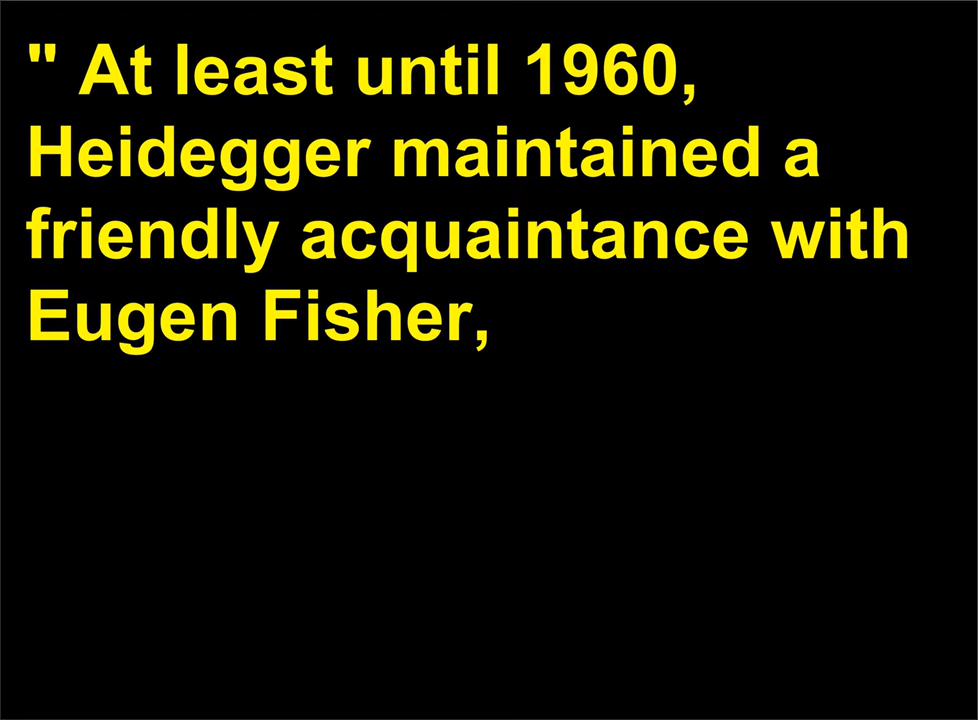 " At least until 1960,
Heidegger maintained a
friendly acquaintance with
Eugen Fisher,